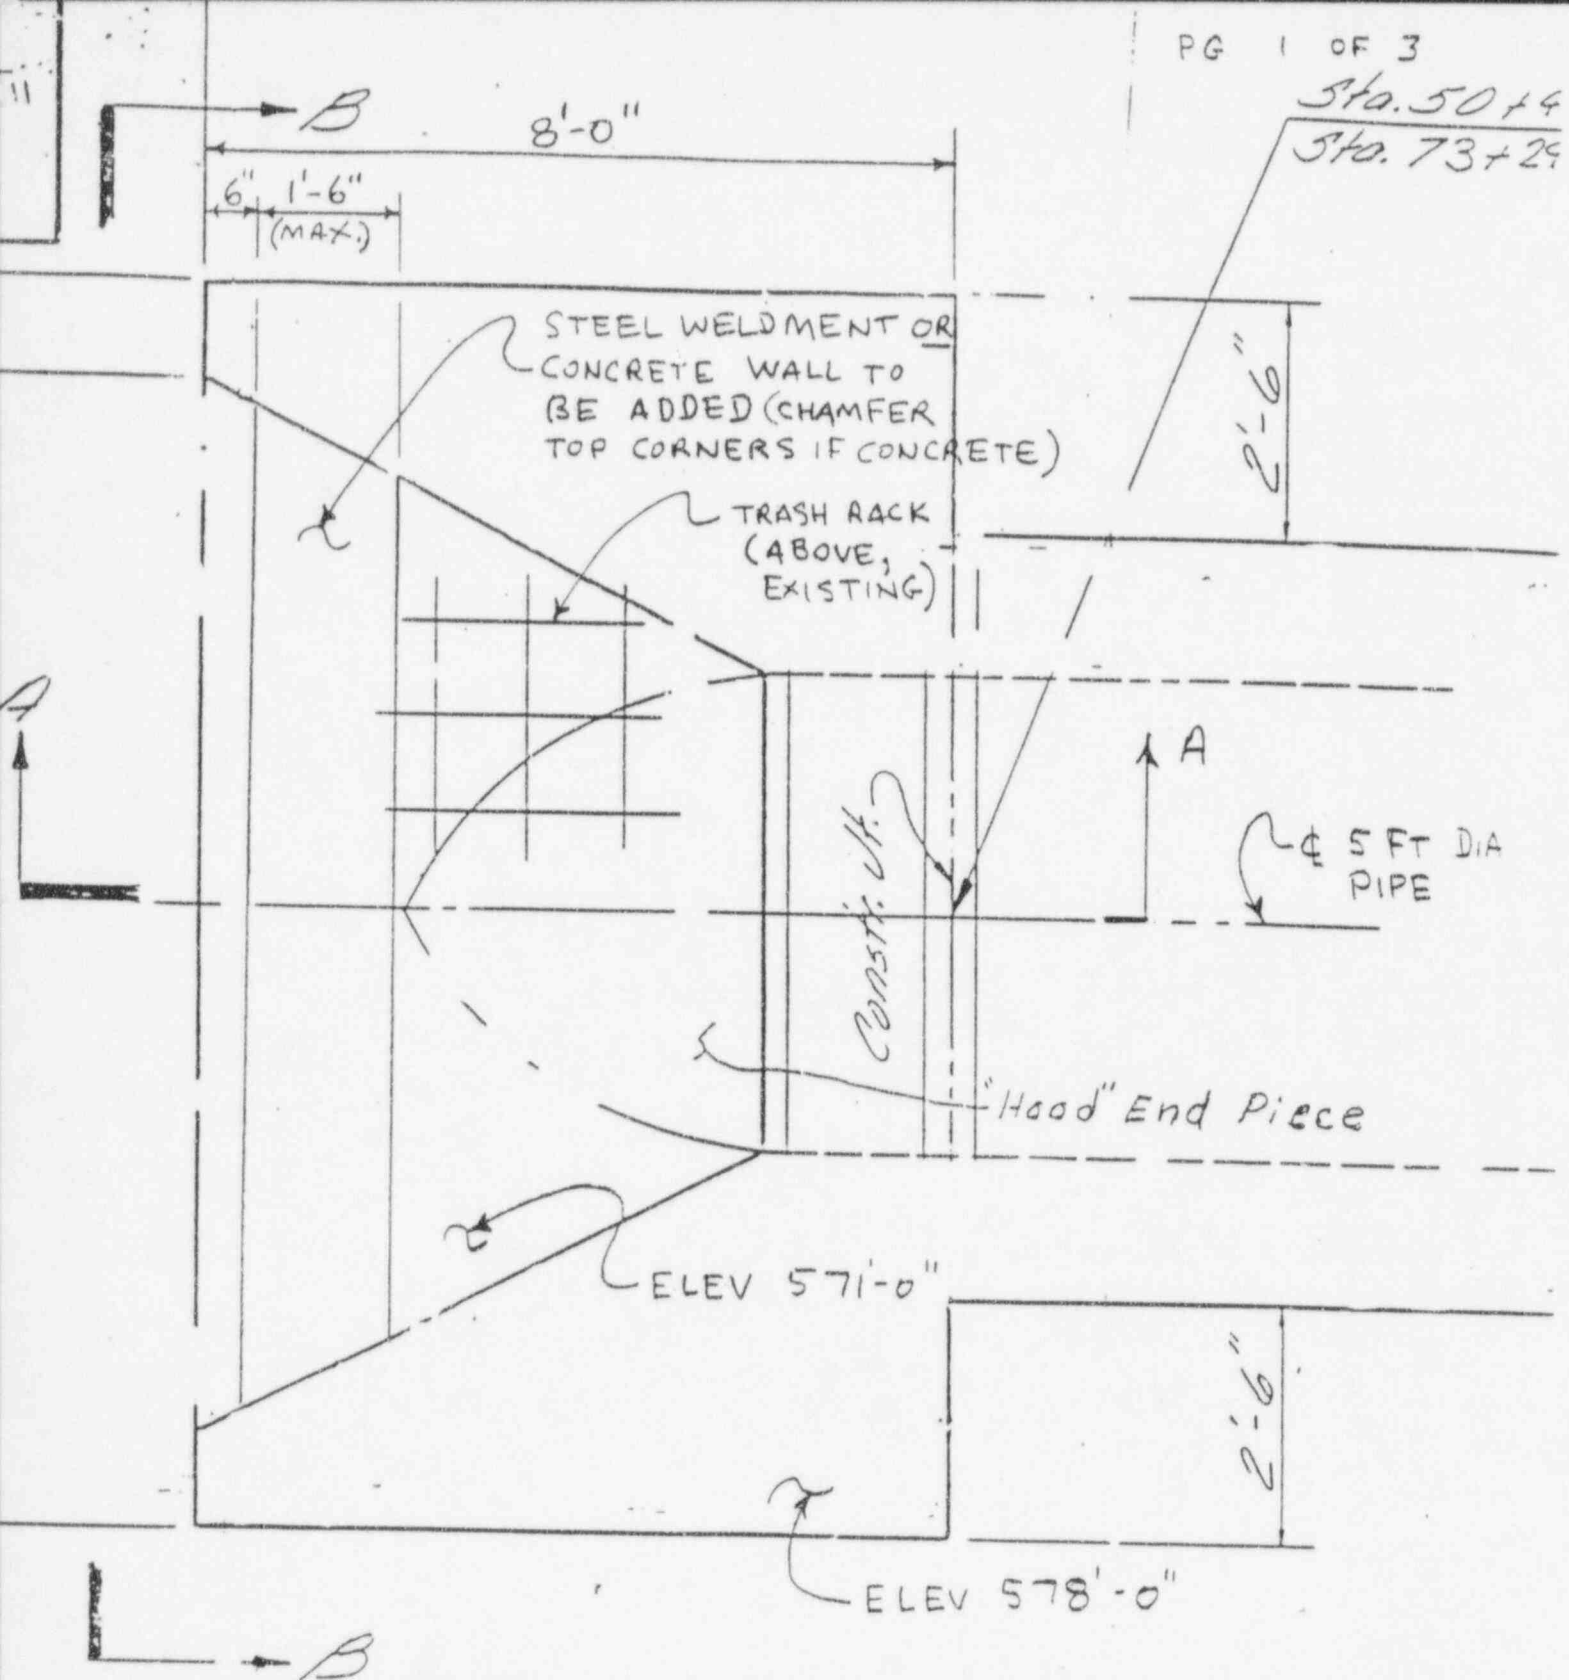 PG 1 OF 3
Sta. 50+4
Sta. 73+29
11
B
8'-0"
6" 1'-6"
(MAX.)
STEEL WELDMENT OR
CONCRETE WALL TO
BE ADDED (CHAMFER
TOP CORNERS IF CONCRETE)
2'-6"
TRASH RACK
(ABOVE,
EXISTING)
A
A
Constr. Jt.
℄ 5 FT DIA
PIPE
"Hood" End Piece
ELEV 571'-0"
2'-6"
ELEV 578'-0"
B